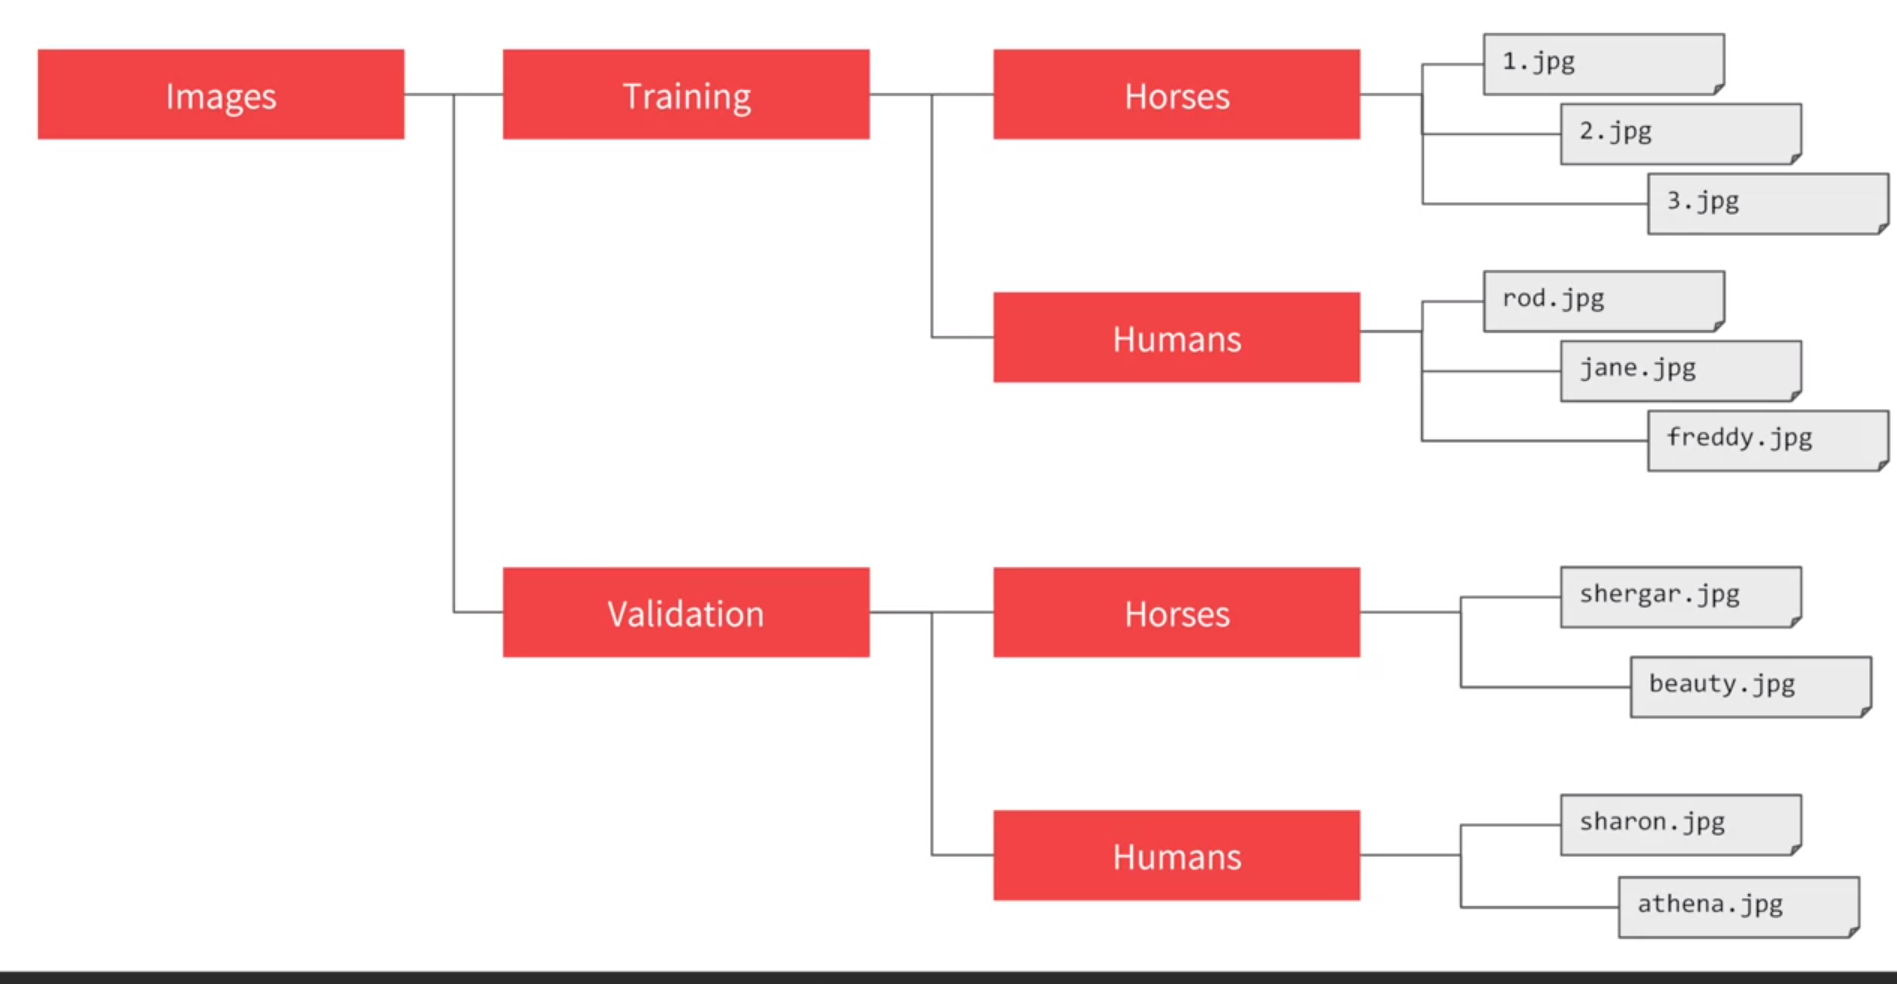 Images
Training
Horses
1.jpg
2.jpg
3.jpg
Humans
rod.jpg
jane.jpg
freddy.jpg
Validation
Horses
shergar.jpg
beauty.jpg
Humans
sharon.jpg
athena.jpg